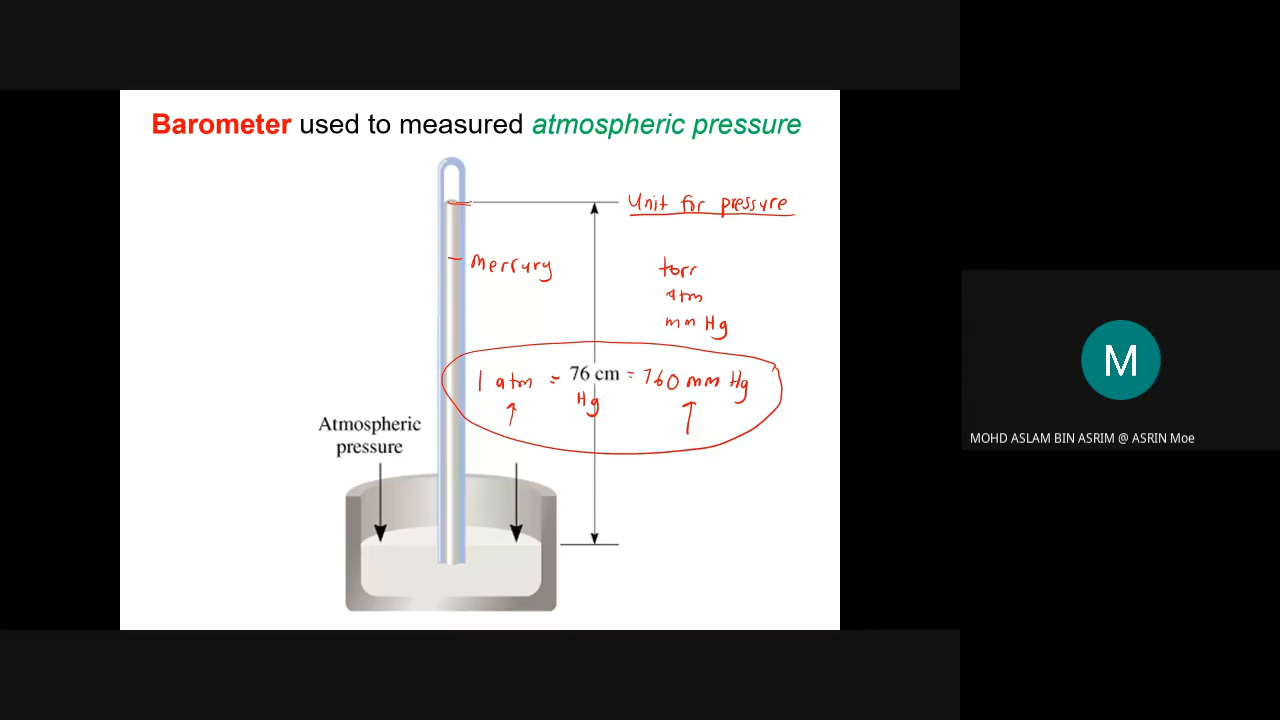 Barometer used to measured atmospheric pressure
Unit for pressure
Mercury
torr
atm
mm Hg
1 atm = 76 cm = 760 mm Hg
Hg
Atmospheric
pressure
M
MOHD ASLAM BIN ASRIM @ ASRIN Moe